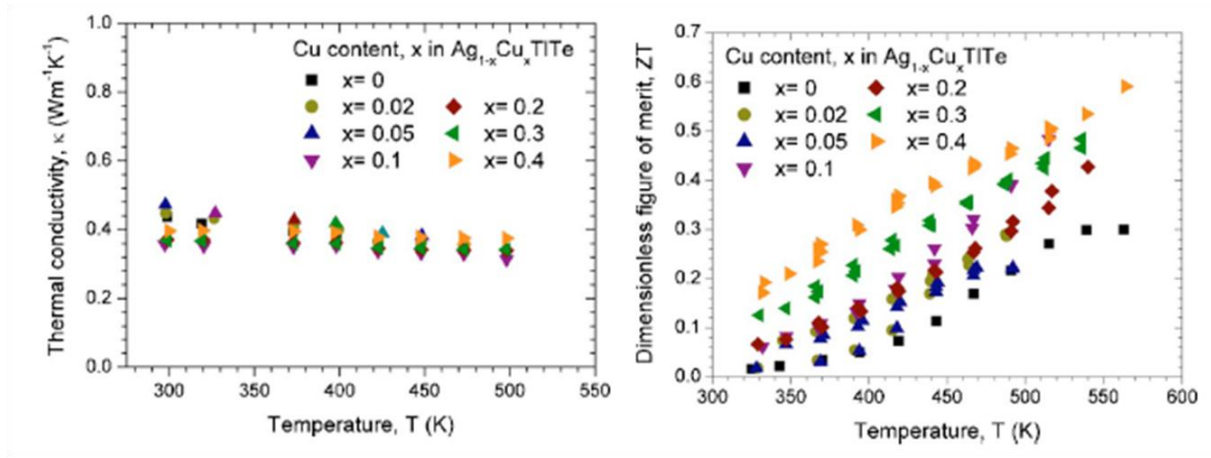 Thermal conductivity, κ (Wm⁻¹K⁻¹)
1.0
0.8
0.6
0.4
0.2
0.0
Cu content, x in Ag₁₋ₓCuₓTlTe
x= 0
x= 0.02
x= 0.05
x= 0.1
x= 0.2
x= 0.3
x= 0.4
300 350 400 450 500 550
Temperature, T (K)
Dimensionless figure of merit, ZT
0.7
0.6
0.5
0.4
0.3
0.2
0.1
0.0
Cu content, x in Ag₁₋ₓCuₓTlTe
x= 0
x= 0.02
x= 0.05
x= 0.1
x= 0.2
x= 0.3
x= 0.4
300 350 400 450 500 550 600
Temperature, T (K)